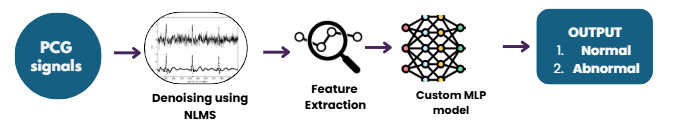 PCG
signals
Denoising using
NLMS
Feature
Extraction
Custom MLP
model
OUTPUT
1. Normal
2. Abnormal